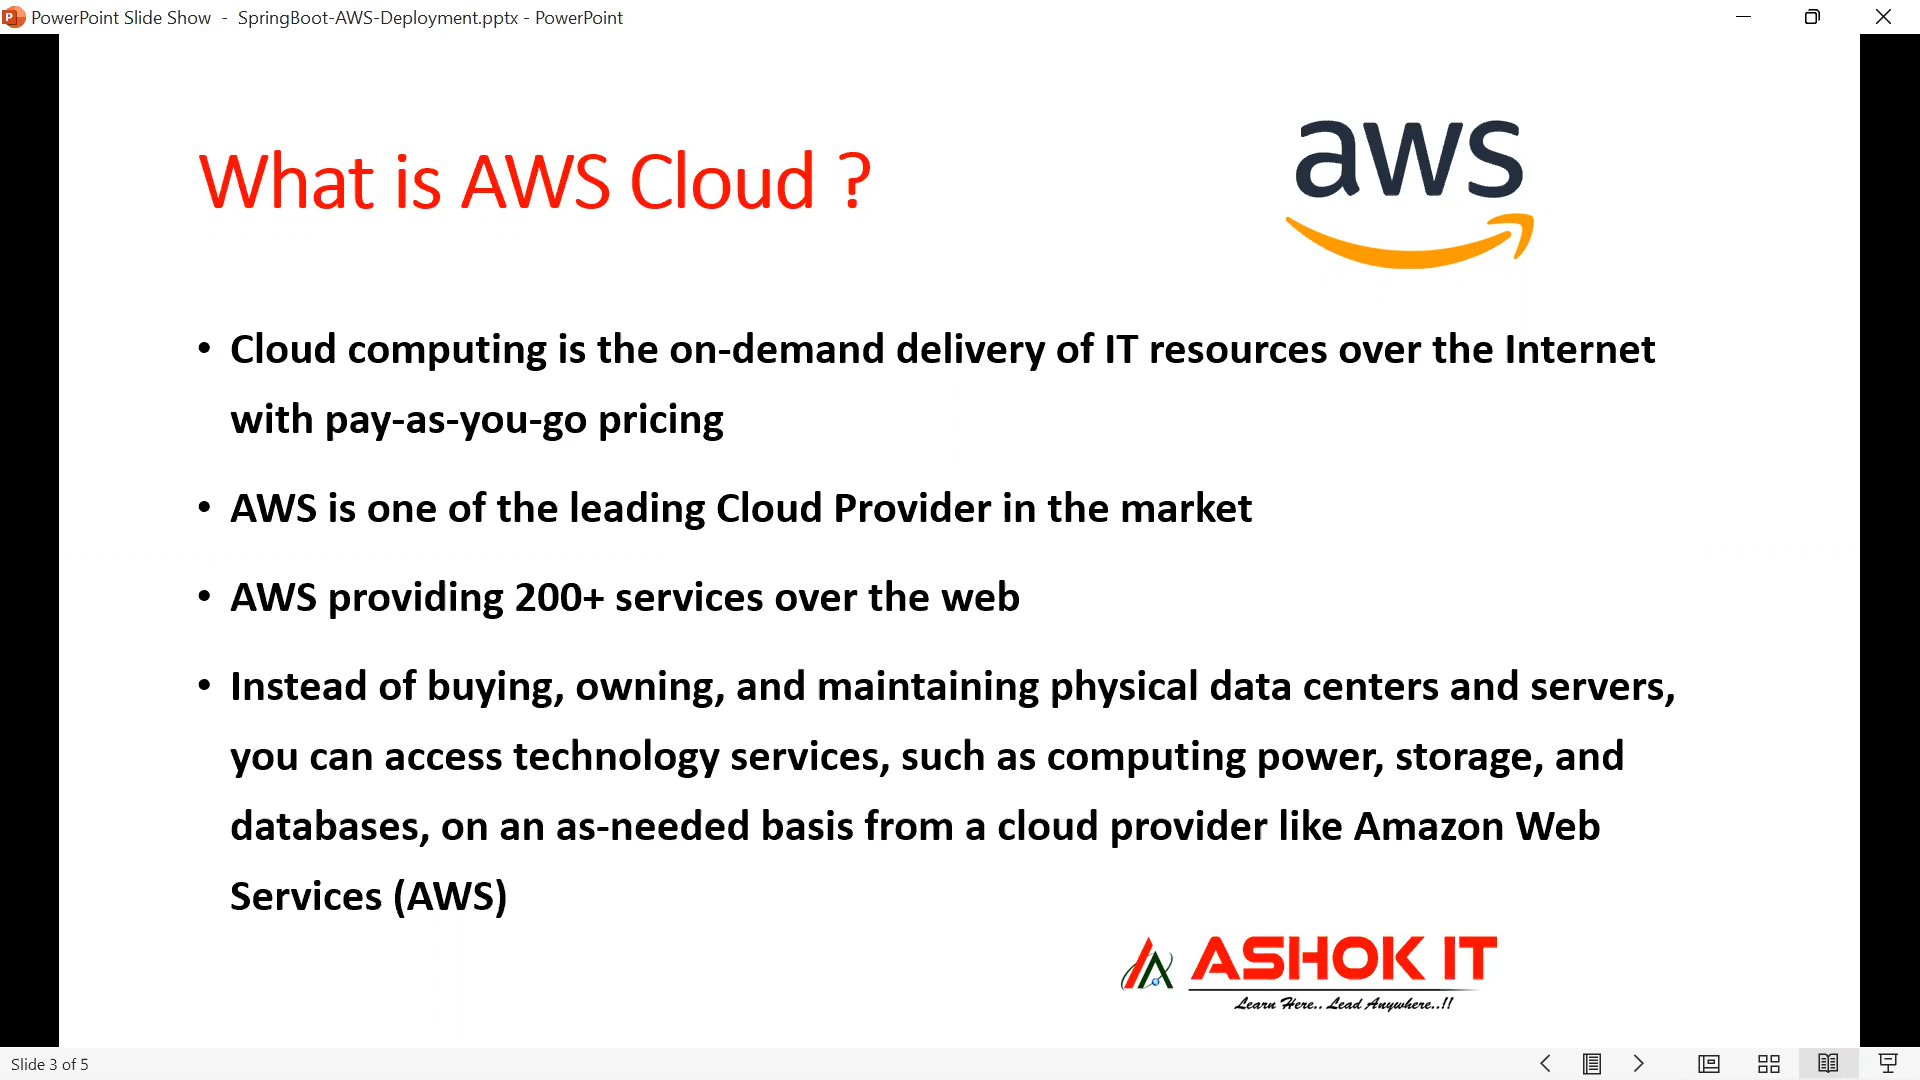 PowerPoint Slide Show - SpringBoot-AWS-Deployment.pptx - PowerPoint
What is AWS Cloud ?
aws
• Cloud computing is the on-demand delivery of IT resources over the Internet
with pay-as-you-go pricing
• AWS is one of the leading Cloud Provider in the market
• AWS providing 200+ services over the web
• Instead of buying, owning, and maintaining physical data centers and servers,
you can access technology services, such as computing power, storage, and
databases, on an as-needed basis from a cloud provider like Amazon Web
Services (AWS)
ASHOK IT
Learn Here.. Lead Anywhere..!!
Slide 3 of 5